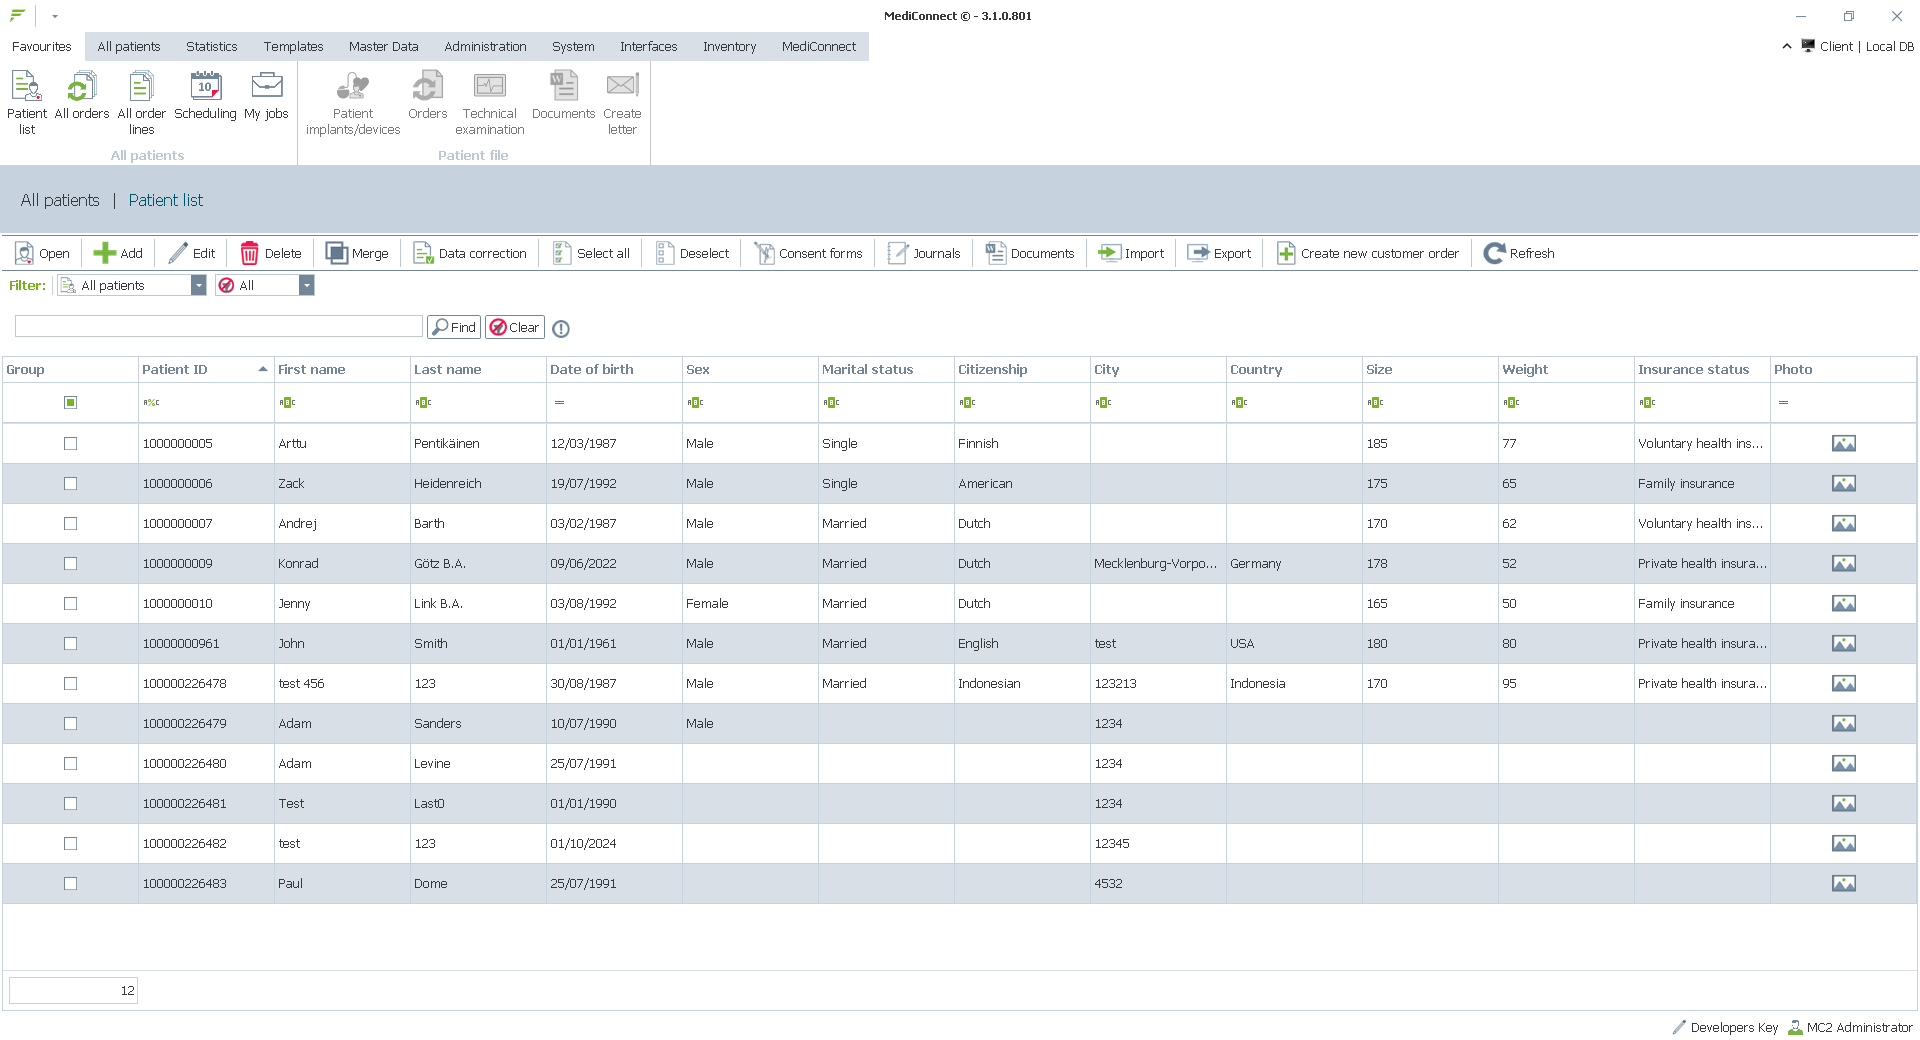 MediConnect © - 3.1.0.801
Favourites All patients Statistics Templates Master Data Administration System Interfaces Inventory MediConnect Client | Local DB
Patient list All orders All order lines Scheduling My jobs Patient implants/devices Orders Technical examination Documents Create letter
All patients Patient file
All patients | Patient list
Open Add Edit Delete Merge Data correction Select all Deselect Consent forms Journals Documents Import Export Create new customer order Refresh
Filter: All patients All
Find Clear
Group Patient ID First name Last name Date of birth Sex Marital status Citizenship City Country Size Weight Insurance status Photo
1000000005 Arttu Pentikäinen 12/03/1987 Male Single Finnish 185 77 Voluntary health ins...
1000000006 Zack Heidenreich 19/07/1992 Male Single American 175 65 Family insurance
1000000007 Andrej Barth 03/02/1987 Male Married Dutch 170 62 Voluntary health ins...
1000000009 Konrad Götz B.A. 09/06/2022 Male Married Dutch Mecklenburg-Vorpo... Germany 178 52 Private health insura...
1000000010 Jenny Link B.A. 03/08/1992 Female Married Dutch 165 50 Family insurance
10000000961 John Smith 01/01/1961 Male Married English test USA 180 80 Private health insura...
100000226478 test 456 123 30/08/1987 Male Married Indonesian 123213 Indonesia 170 95 Private health insura...
100000226479 Adam Sanders 10/07/1990 Male 1234
100000226480 Adam Levine 25/07/1991 1234
100000226481 Test Last0 01/01/1990 1234
100000226482 test 123 01/10/2024 12345
100000226483 Paul Dome 25/07/1991 4532
12
Developers Key MC2 Administrator